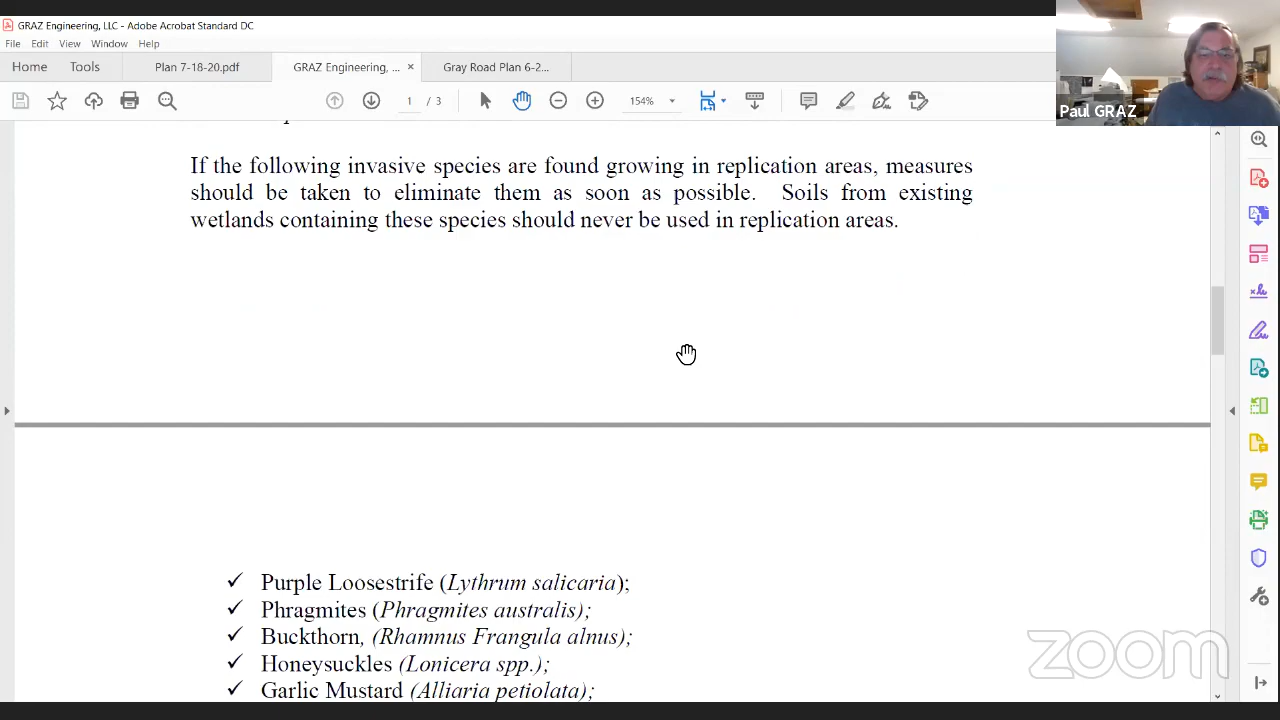 GRAZ Engineering, LLC - Adobe Acrobat Standard DC
File Edit View Window Help
Home Tools Plan 7-18-20.pdf GRAZ Engineering, ... × Gray Road Plan 6-2...
1 / 154%
Paul GRAZ
If the following invasive species are found growing in replication areas, measures
should be taken to eliminate them as soon as possible. Soils from existing
wetlands containing these species should never be used in replication areas.
✓ Purple Loosestrife (Lythrum salicaria);
✓ Phragmites (Phragmites australis);
✓ Buckthorn, (Rhamnus Frangula alnus);
✓ Honeysuckles (Lonicera spp.);
✓ Garlic Mustard (Alliaria petiolata);
zoom